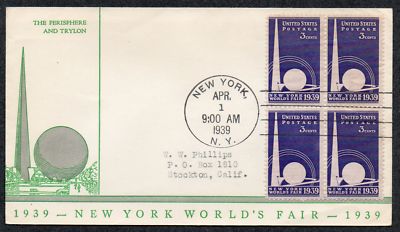 THE PERISPHERE
AND TRYLON
NEW YORK,
APR.
1
9:00 AM
1939
N. Y.
UNITED STATES
POSTAGE
3 CENTS
NEW YORK 1939
WORLD'S FAIR
UNITED STATES
POSTAGE
3 CENTS
NEW YORK 1939
WORLD'S FAIR
UNITED STATES
POSTAGE
3 CENTS
NEW YORK 1939
WORLD'S FAIR
UNITED STATES
POSTAGE
3 CENTS
NEW YORK 1939
WORLD'S FAIR
W. W. Phillips
P. O. Box 1810
Stockton, Calif.
1939 — NEW YORK WORLD'S FAIR — 1939